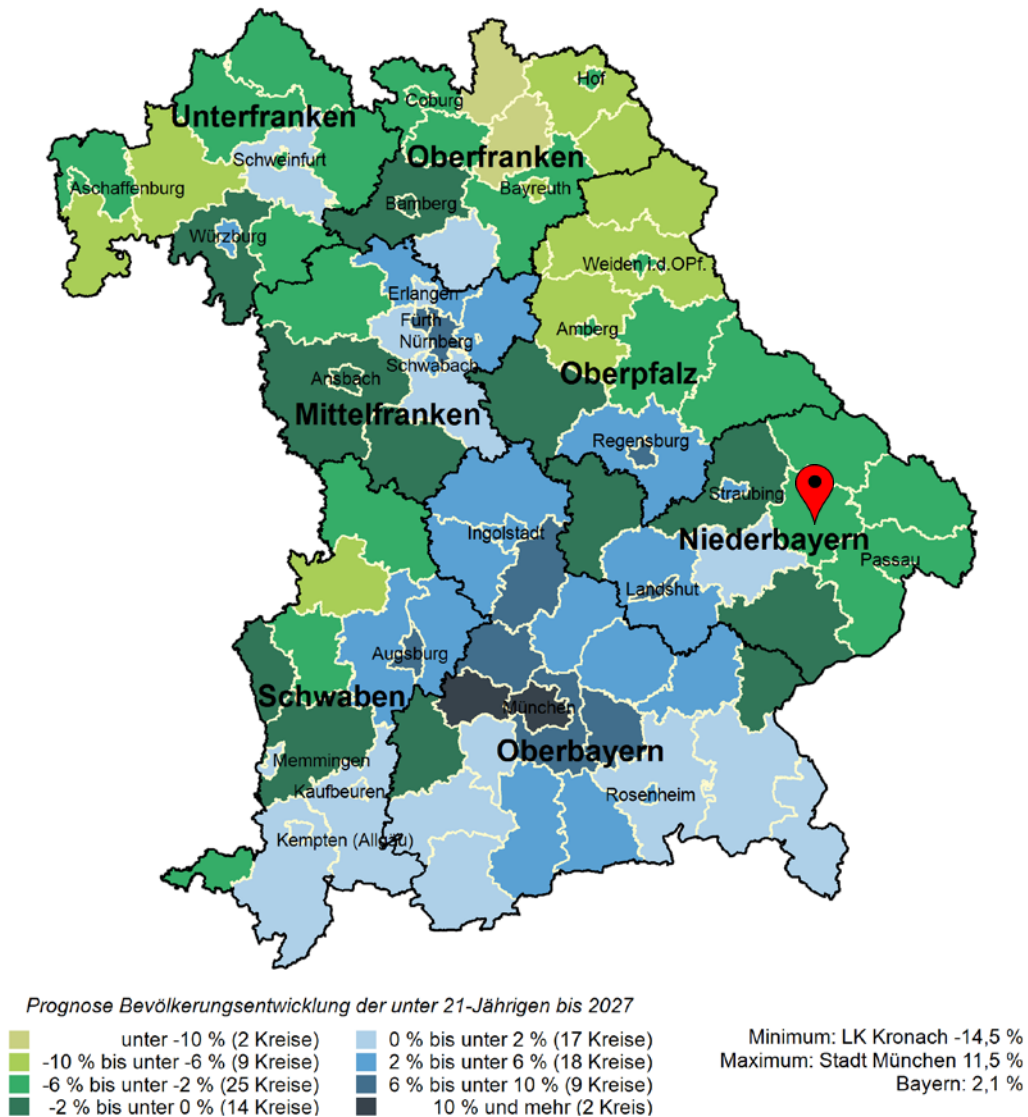 Hof
Coburg
Unterfranken
Oberfranken
Schweinfurt
Aschaffenburg
Bayreuth
Bamberg
Würzburg
Weiden i.d.OPf.
Erlangen
Fürth
Amberg
Nürnberg
Schwabach
Oberpfalz
Ansbach
Mittelfranken
Regensburg
Straubing
Ingolstadt
Niederbayern
Passau
Landshut
Augsburg
Schwaben
München
Oberbayern
Memmingen
Kaufbeuren
Rosenheim
Kempten (Allgäu)
Prognose Bevölkerungsentwicklung der unter 21-Jährigen bis 2027
unter -10 % (2 Kreise)
-10 % bis unter -6 % (9 Kreise)
-6 % bis unter -2 % (25 Kreise)
-2 % bis unter 0 % (14 Kreise)
0 % bis unter 2 % (17 Kreise)
2 % bis unter 6 % (18 Kreise)
6 % bis unter 10 % (9 Kreise)
10 % und mehr (2 Kreis)
Minimum: LK Kronach -14,5 %
Maximum: Stadt München 11,5 %
Bayern: 2,1 %